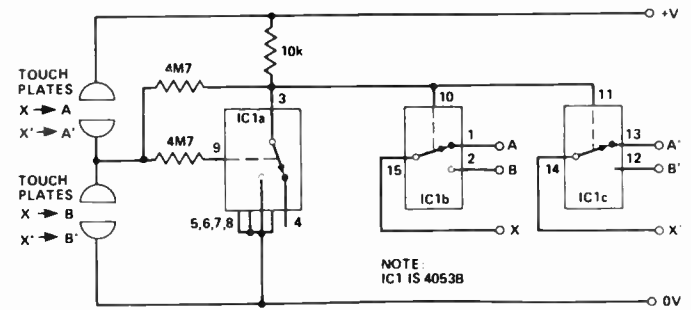 +V
10k
4M7
TOUCH
PLATES
X → A
X' → A'
3
IC1a
10
11
4M7
9
1
A
2
B
15
IC1b
13
A'
12
B'
14
IC1c
TOUCH
PLATES
X → B
X' → B'
5,6,7,8
4
X
X'
NOTE:
IC1 IS 4053B
0V